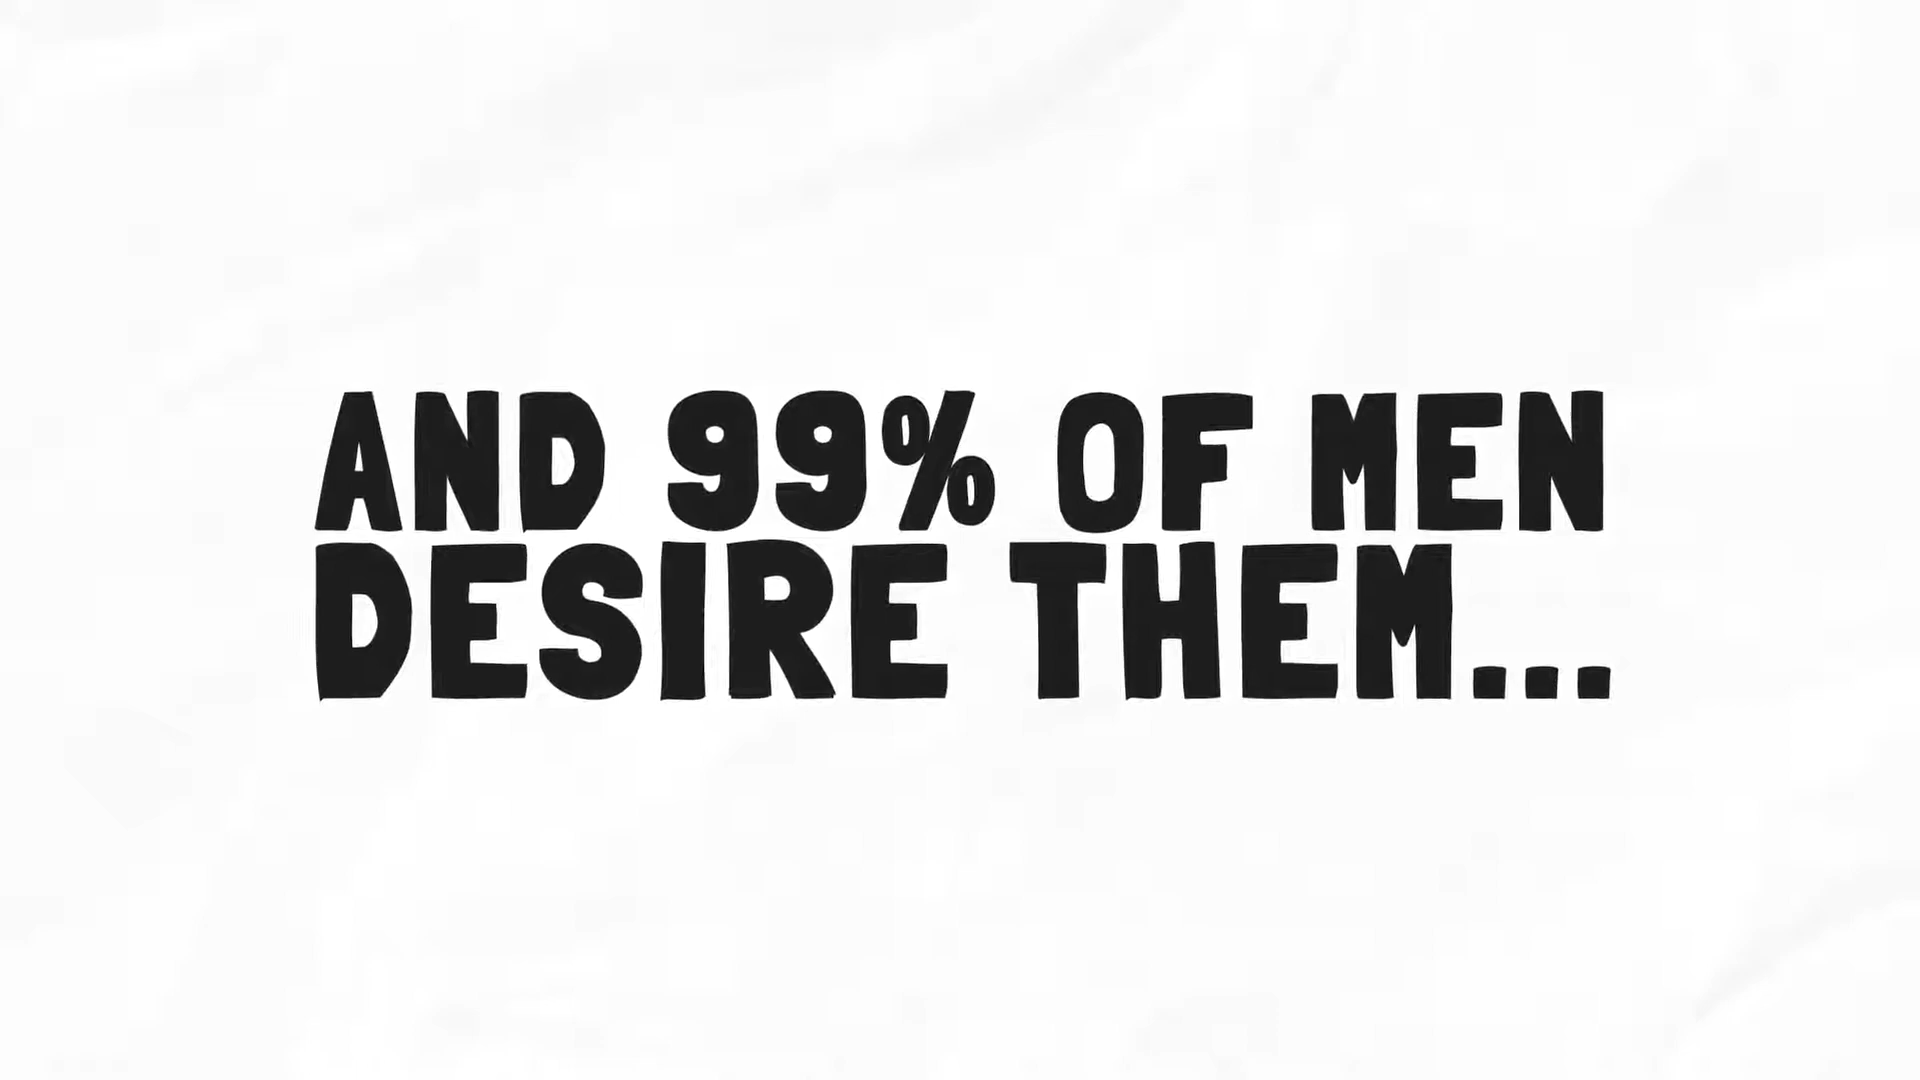 AND 99% OF MEN
DESIRE THEM...